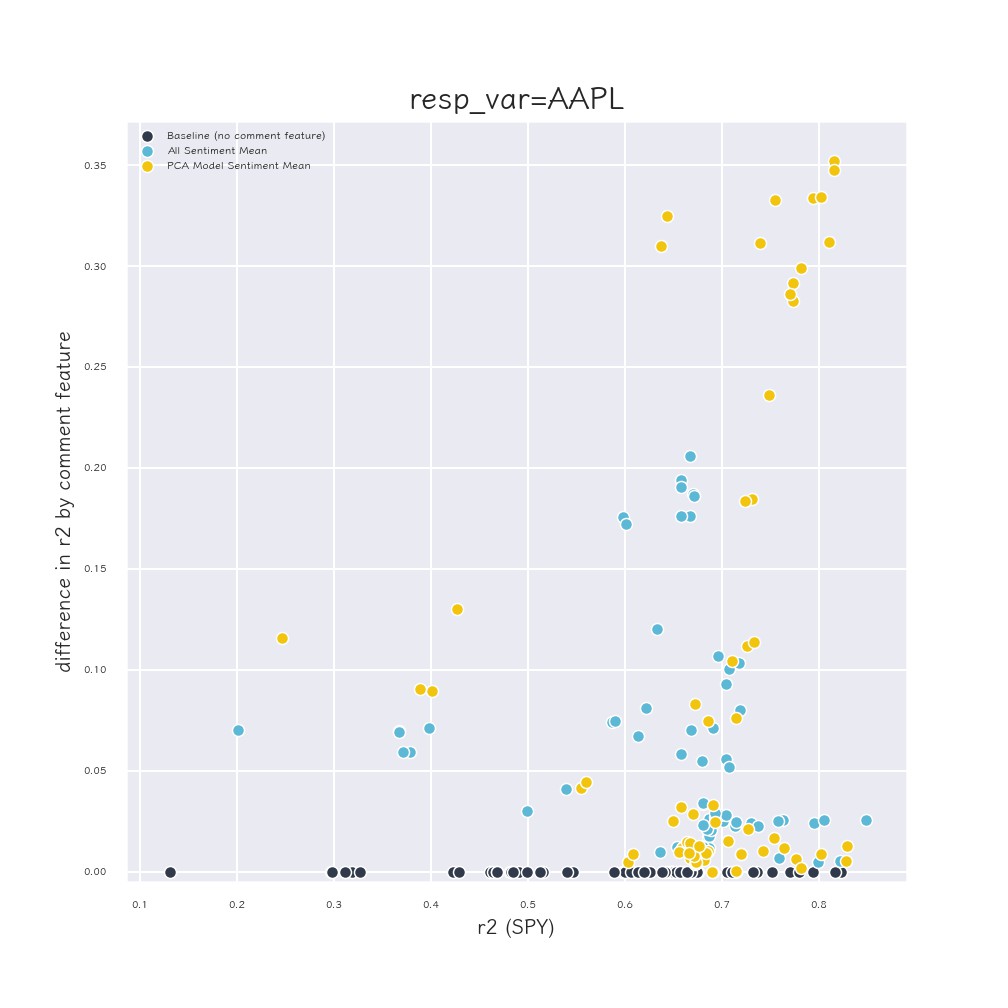 resp_var=AAPL
Baseline (no comment feature)
All Sentiment Mean
PCA Model Sentiment Mean
0.35
0.30
0.25
0.20
0.15
0.10
0.05
0.00
difference in r2 by comment feature
0.1 0.2 0.3 0.4 0.5 0.6 0.7 0.8
r2 (SPY)